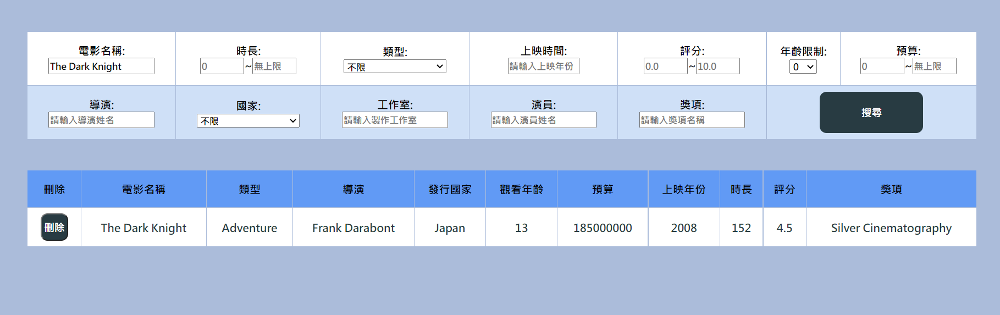 電影名稱: 時長: 類型: 上映時間: 評分: 年齡限制: 預算:
The Dark Knight 0 ~ 無上限 不限 請輸入上映年份 0.0 ~ 10.0 0 0 ~ 無上限
導演: 國家: 工作室: 演員: 獎項:
請輸入導演姓名 不限 請輸入製作工作室 請輸入演員姓名 請輸入獎項名稱 搜尋
刪除 電影名稱 類型 導演 發行國家 觀看年齡 預算 上映年份 時長 評分 獎項
刪除 The Dark Knight Adventure Frank Darabont Japan 13 185000000 2008 152 4.5 Silver Cinematography